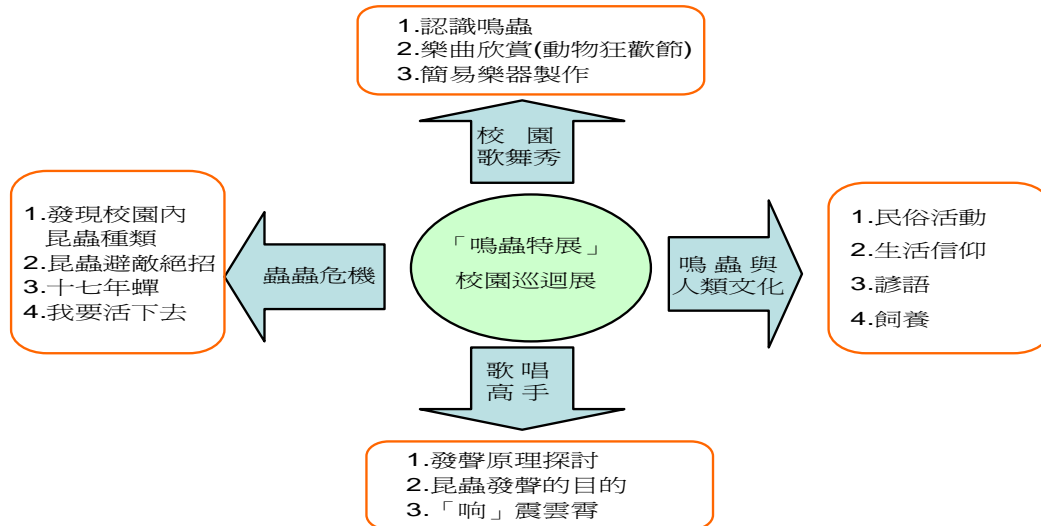 1.認識鳴蟲
2.樂曲欣賞(動物狂歡節)
3.簡易樂器製作
校 園
歌舞秀
1.發現校園內
昆蟲種類
2.昆蟲避敵絕招
3.十七年蟬
4.我要活下去
蟲蟲危機
「鳴蟲特展」
校園巡迴展
鳴 蟲 與
人類文化
1.民俗活動
2.生活信仰
3.諺語
4.飼養
歌 唱
高 手
1.發聲原理探討
2.昆蟲發聲的目的
3.「响」震雲霄